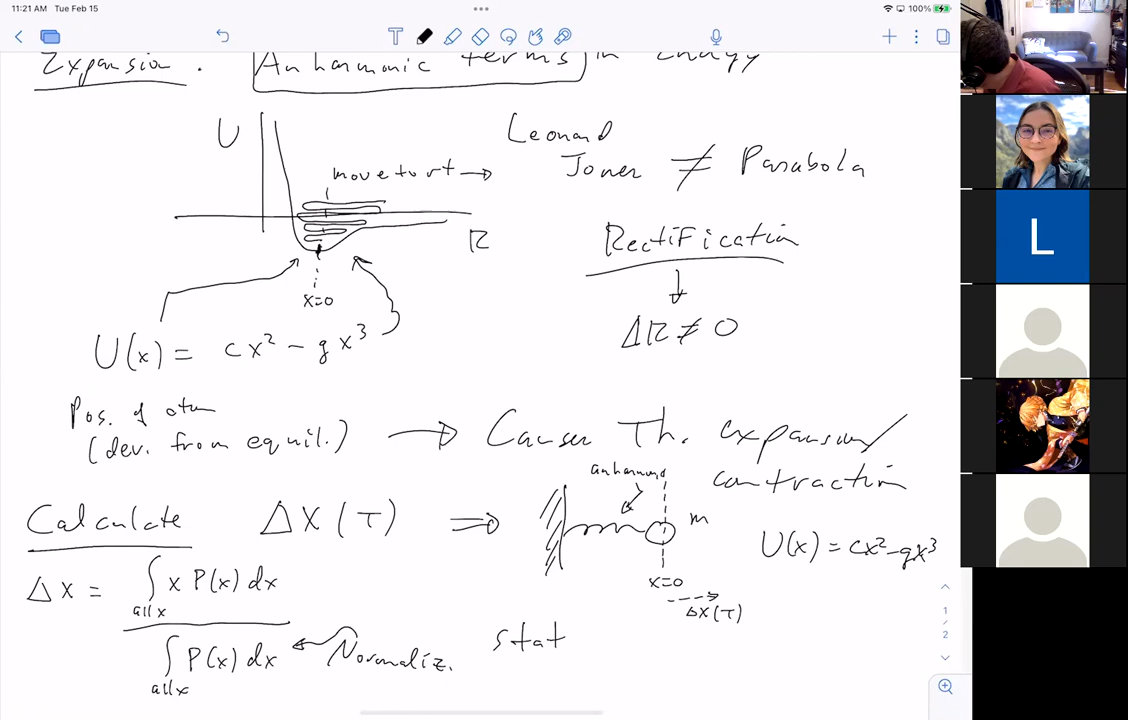 11:21 AM Tue Feb 15
100%
Expansion. Anharmonic terms in energy
U
Leonard
Jones ≠ Parabola
move to rt →
R
x=0
Rectification
↓
ΔR ≠ 0
U(x) = cx² - gx³
Pos. of atom
(dev. from equil.) → Causes Th. expansion/
contraction
anharmonic
m
Calculate ΔX(T) ⇒
U(x) = cx² - gx³
x=0
ΔX(T)
ΔX = ∫ x P(x) dx
all x
∫ P(x) dx ← Normaliz.
all x
stat
T
1
2
L